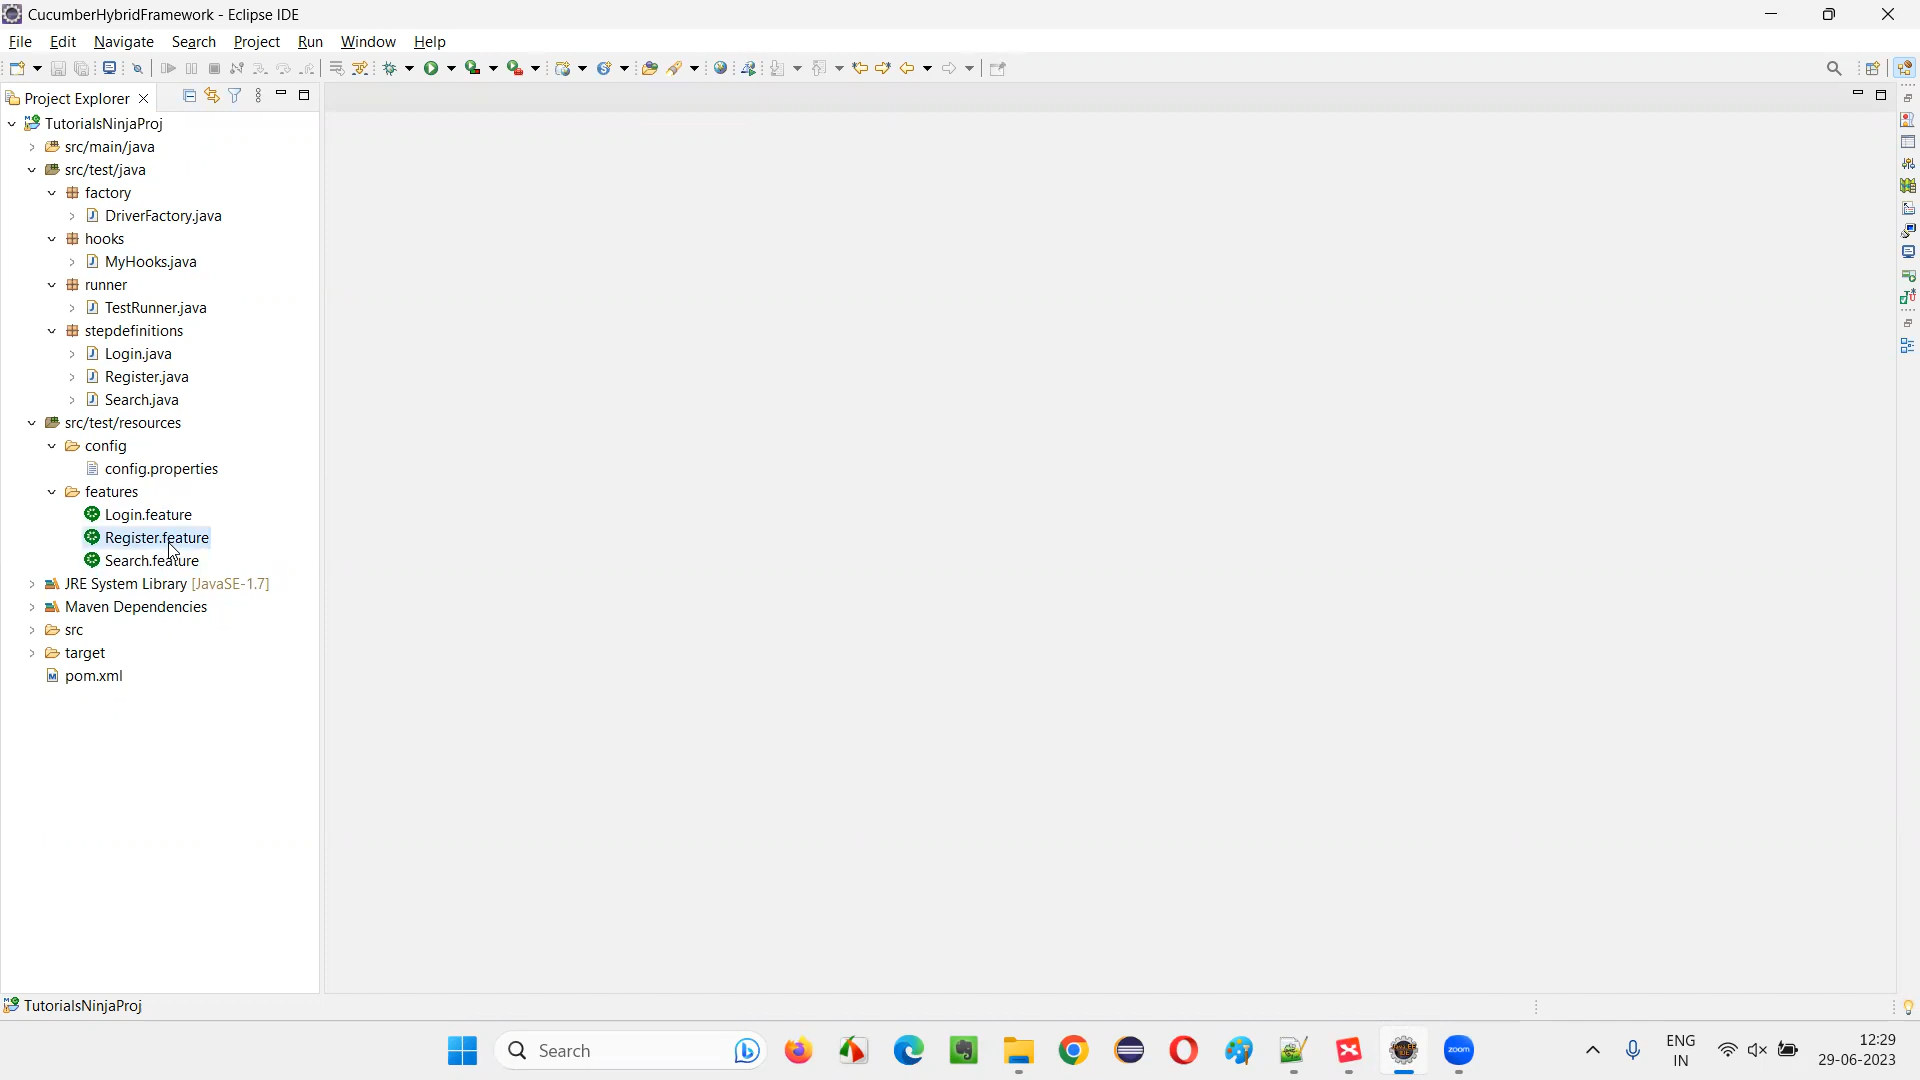 CucumberHybridFramework - Eclipse IDE
File Edit Navigate Search Project Run Window Help
Project Explorer
TutorialsNinjaProj
src/main/java
src/test/java
factory
DriverFactory.java
hooks
MyHooks.java
runner
TestRunner.java
stepdefinitions
Login.java
Register.java
Search.java
src/test/resources
config
config.properties
features
Login.feature
Register.feature
Search.feature
JRE System Library [JavaSE-1.7]
Maven Dependencies
src
target
pom.xml
TutorialsNinjaProj
Search
zoom
ENG
IN
12:29
29-06-2023